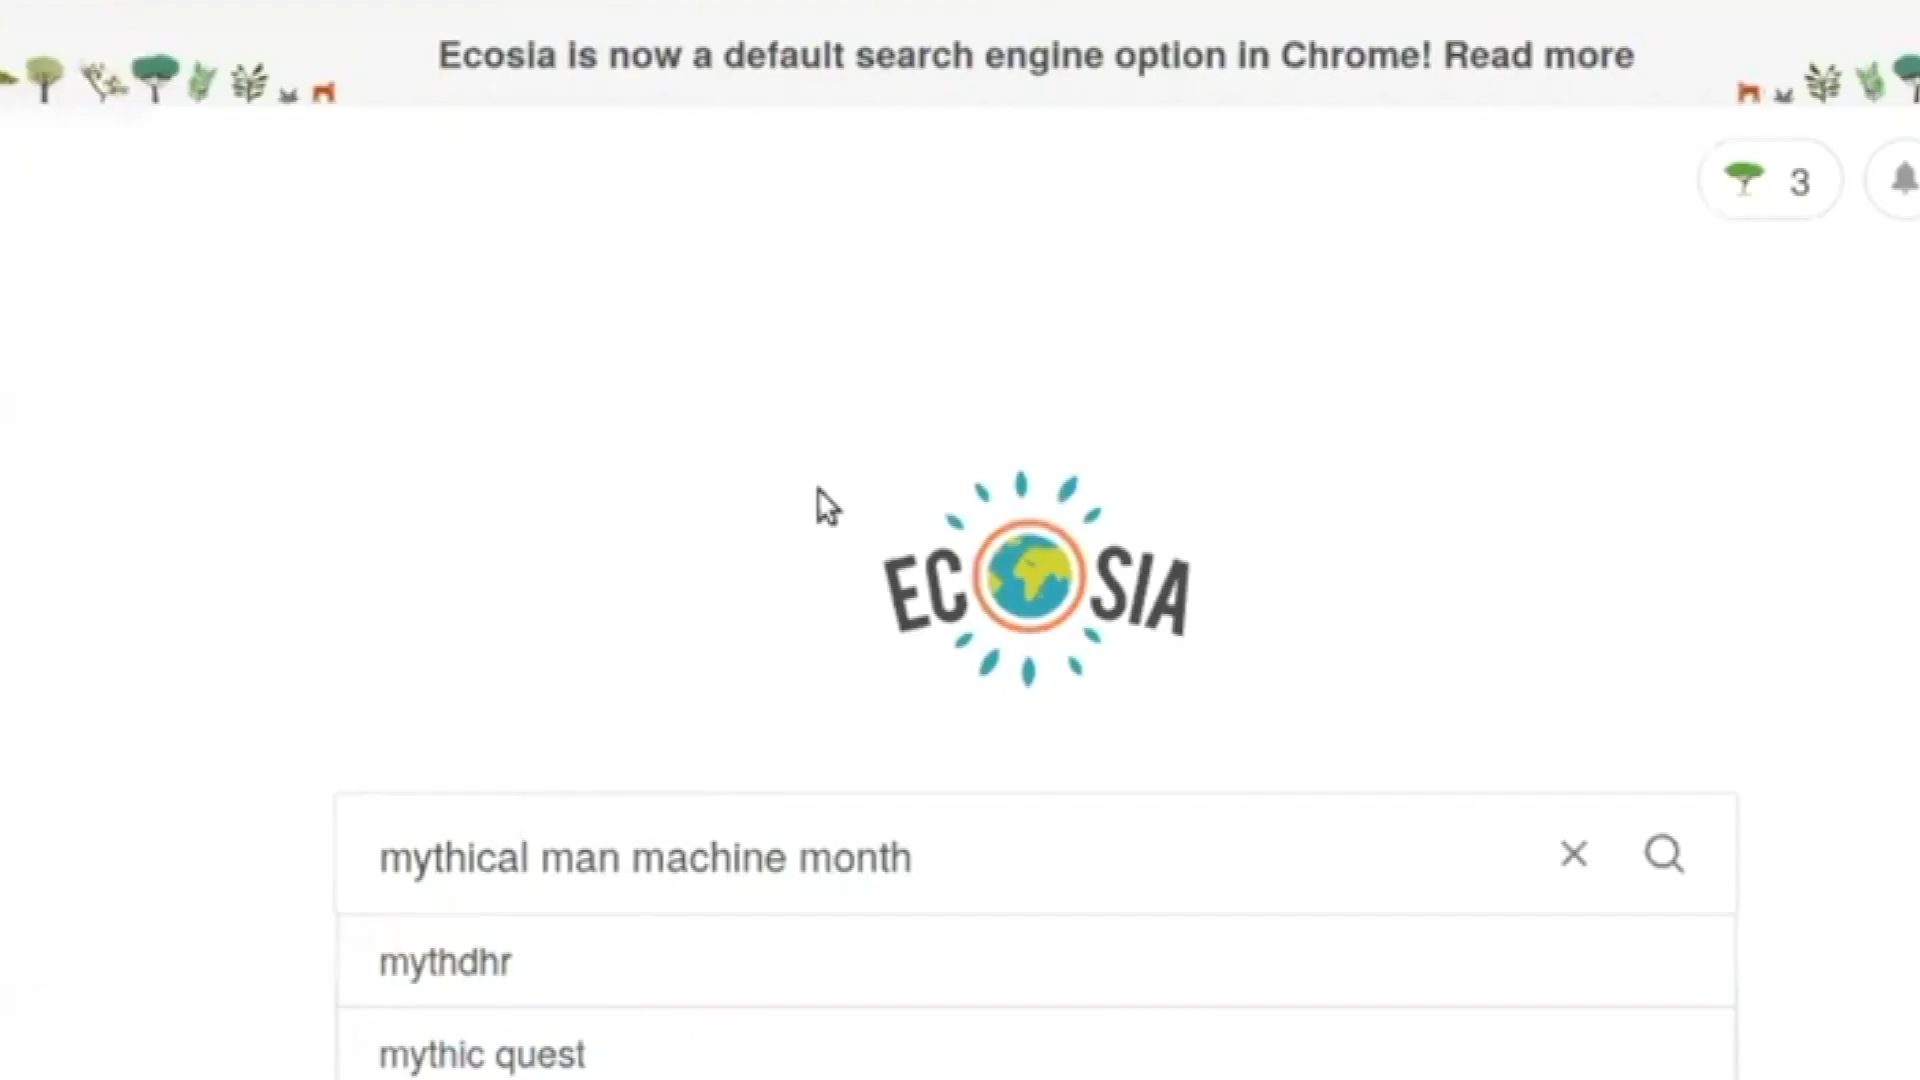 Ecosia is now a default search engine option in Chrome! Read more
3
ECOSIA
mythical man machine month
mythdhr
mythic quest